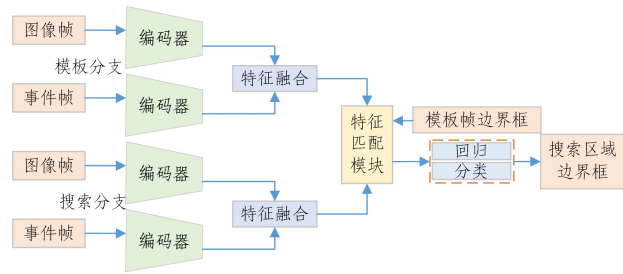 图像帧
编码器
模板分支
特征融合
事件帧
编码器
特征
匹配
模块
模板帧边界框
回归
分类
搜索区域
边界框
图像帧
编码器
搜索分支
特征融合
事件帧
编码器